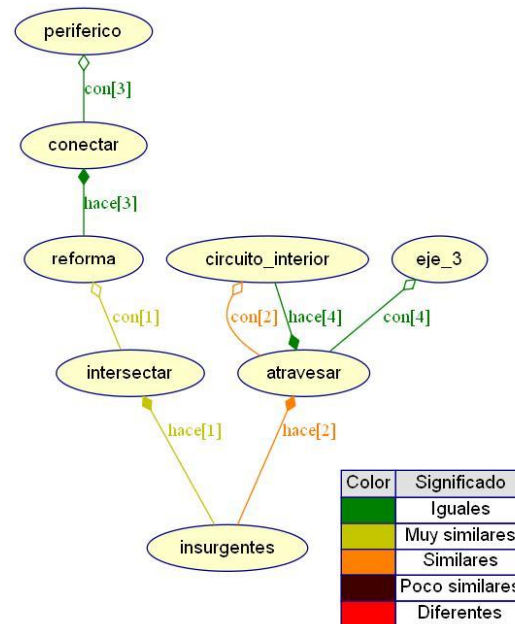 periferico
con[3]
conectar
hace[3]
reforma
circuito_interior
eje_3
con[1]
con[2]
hace[4]
con[4]
intersectar
atravesar
hace[1]
hace[2]
insurgentes
Color Significado
Iguales
Muy similares
Similares
Poco similares
Diferentes